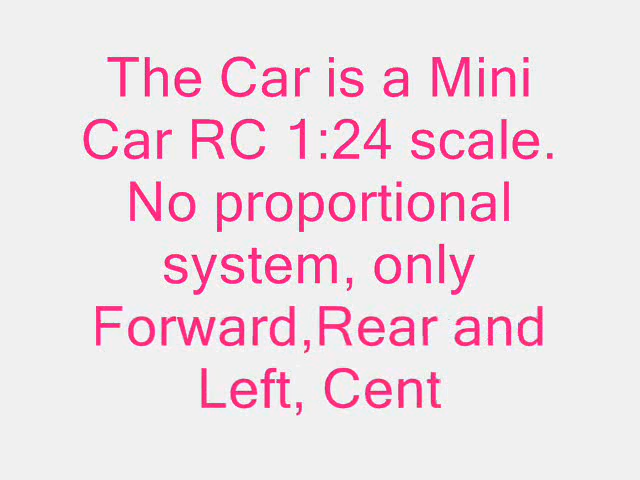 The Car is a Mini
Car RC 1:24 scale.
No proportional
system, only
Forward,Rear and
Left, Cent